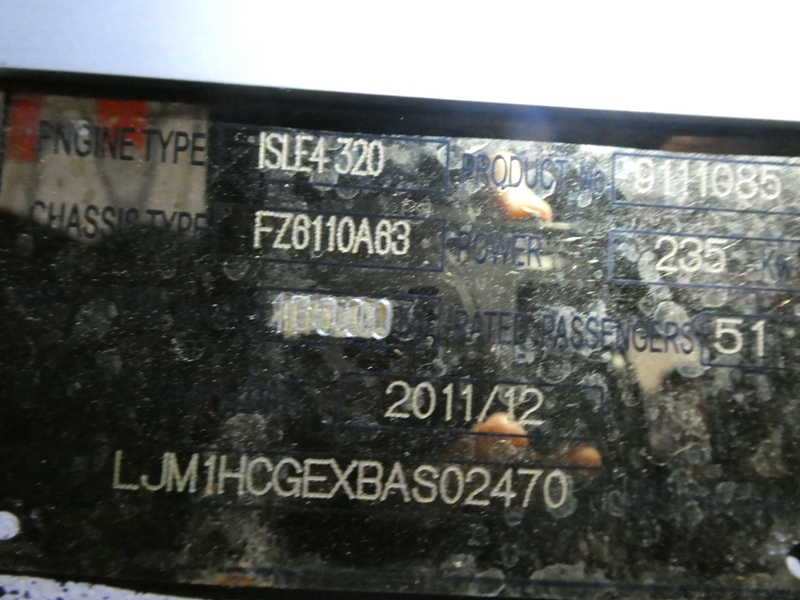 ENGINE TYPE ISLE4 320 PRODUCT No 9111085
CHASSIS TYPE FZ6110A63 POWER 235 KW
RATED PASSENGERS 51
2011/12
LJM1HCGEXBAS02470